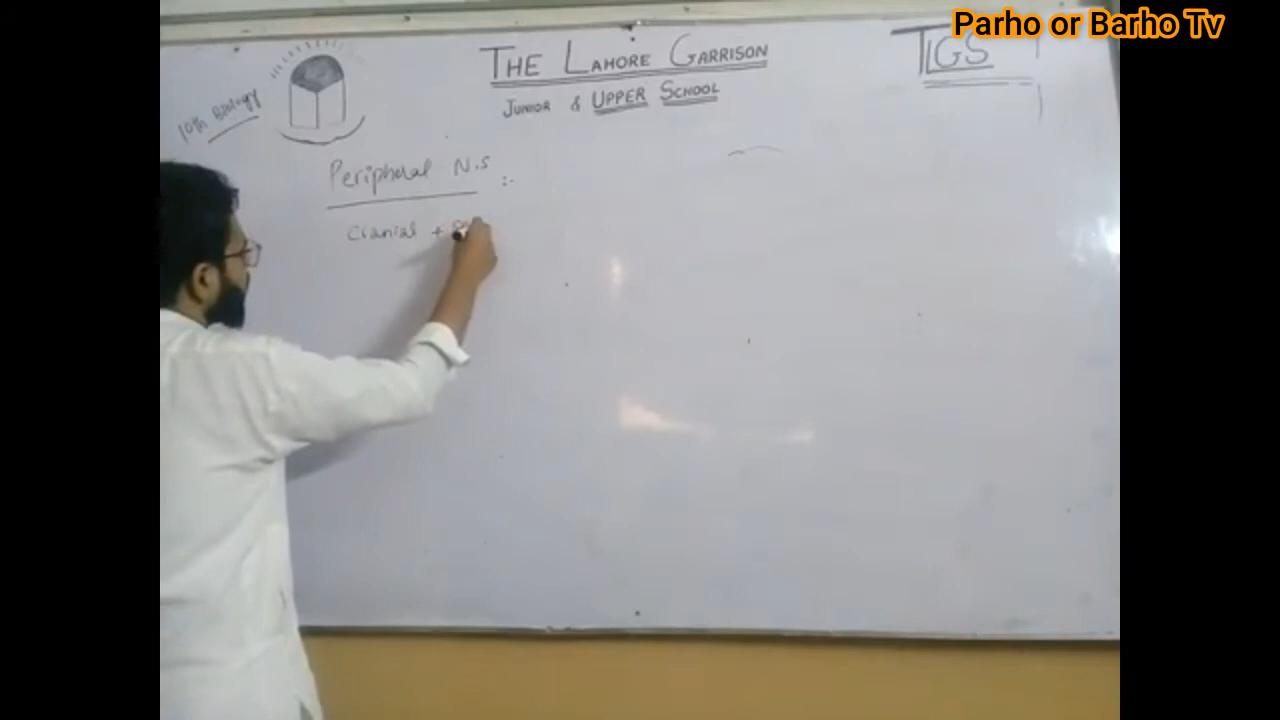 Parho or Barho Tv
THE LAHORE GARRISON
TLGS
JUNIOR & UPPER SCHOOL
10th Biology
Peripheral N.S :-
Cranial +